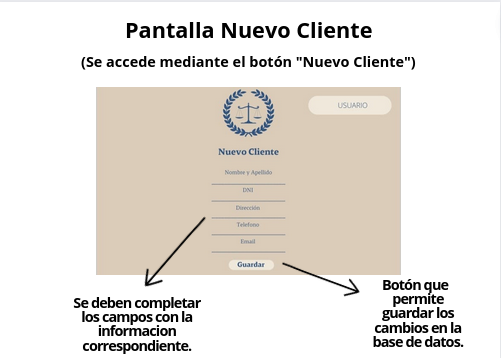 Pantalla Nuevo Cliente
(Se accede mediante el botón "Nuevo Cliente")
USUARIO
Nuevo Cliente
Nombre y Apellido
DNI
Dirección
Telefono
Email
Guardar
Se deben completar
los campos con la
informacion
correspondiente.
Botón que
permite
guardar los
cambios en la
base de datos.